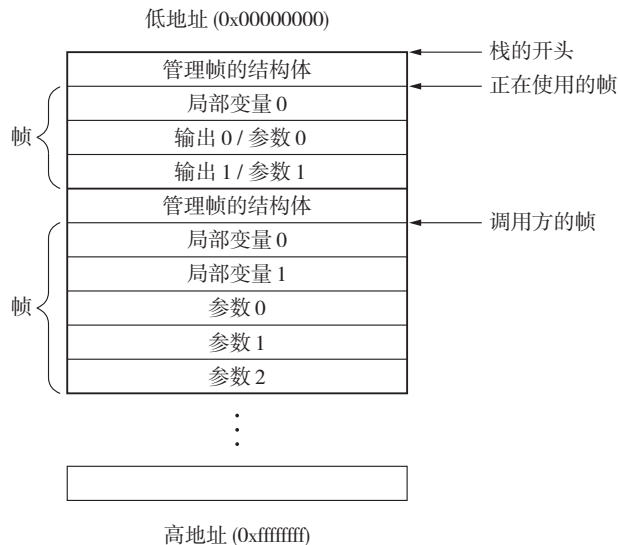 低地址 (0x00000000)
栈的开头
管理帧的结构体
正在使用的帧
局部变量 0
帧
输出 0 / 参数 0
输出 1 / 参数 1
管理帧的结构体
调用方的帧
局部变量 0
局部变量 1
帧
参数 0
参数 1
参数 2
⋮
高地址 (0xffffffff)